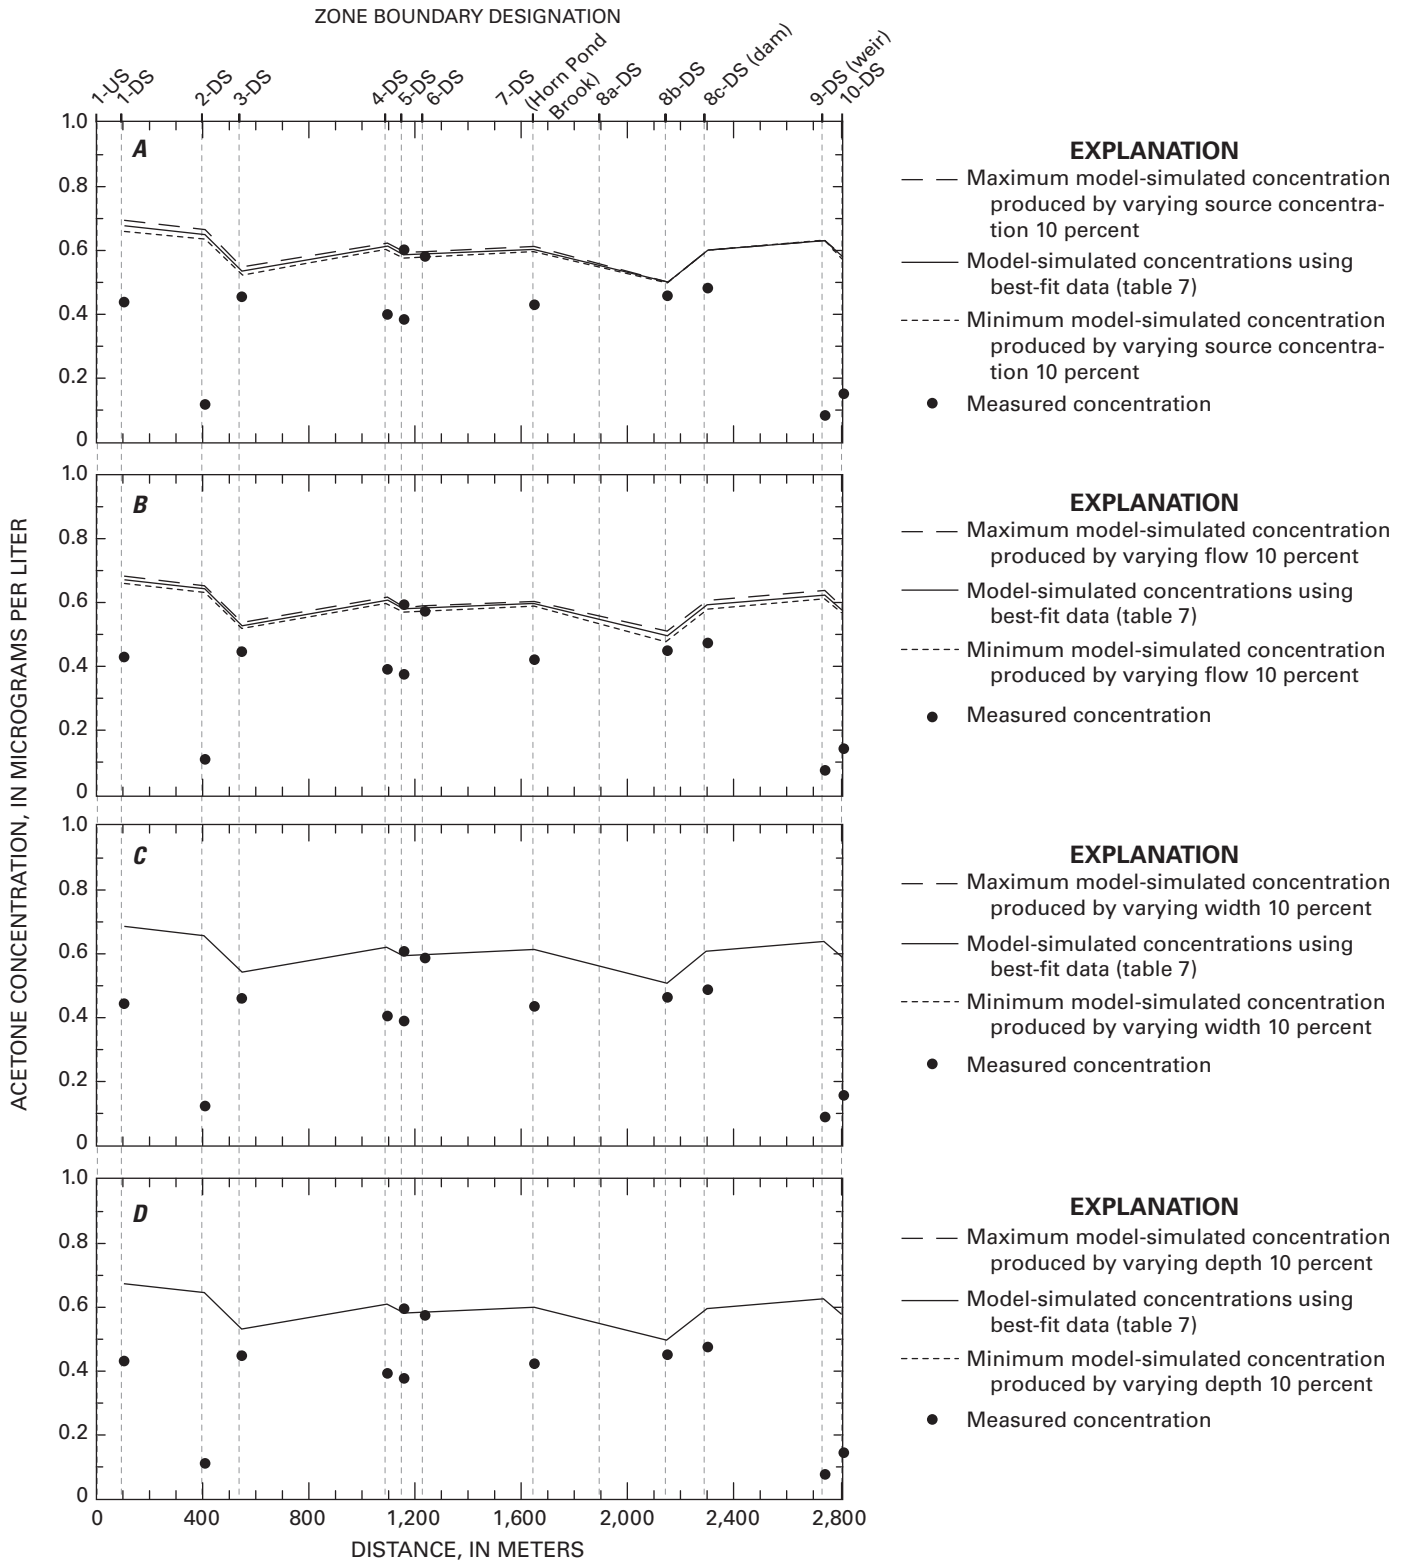 ZONE BOUNDARY DESIGNATION
1-US
1-DS
2-DS
3-DS
4-DS
5-DS
6-DS
7-DS
(Horn Pond
Brook)
8a-DS
8b-DS
8c-DS (dam)
9-DS (weir)
10-DS
ACETONE CONCENTRATION, IN MICROGRAMS PER LITER
1.0
0.8
0.6
0.4
0.2
0
A
EXPLANATION
Maximum model-simulated concentration
produced by varying source concentra-
tion 10 percent
Model-simulated concentrations using
best-fit data (table 7)
Minimum model-simulated concentration
produced by varying source concentra-
tion 10 percent
Measured concentration
1.0
0.8
0.6
0.4
0.2
0
B
EXPLANATION
Maximum model-simulated concentration
produced by varying flow 10 percent
Model-simulated concentrations using
best-fit data (table 7)
Minimum model-simulated concentration
produced by varying flow 10 percent
Measured concentration
1.0
0.8
0.6
0.4
0.2
0
C
EXPLANATION
Maximum model-simulated concentration
produced by varying width 10 percent
Model-simulated concentrations using
best-fit data (table 7)
Minimum model-simulated concentration
produced by varying width 10 percent
Measured concentration
1.0
0.8
0.6
0.4
0.2
0
D
EXPLANATION
Maximum model-simulated concentration
produced by varying depth 10 percent
Model-simulated concentrations using
best-fit data (table 7)
Minimum model-simulated concentration
produced by varying depth 10 percent
Measured concentration
0 400 800 1,200 1,600 2,000 2,400 2,800
DISTANCE, IN METERS